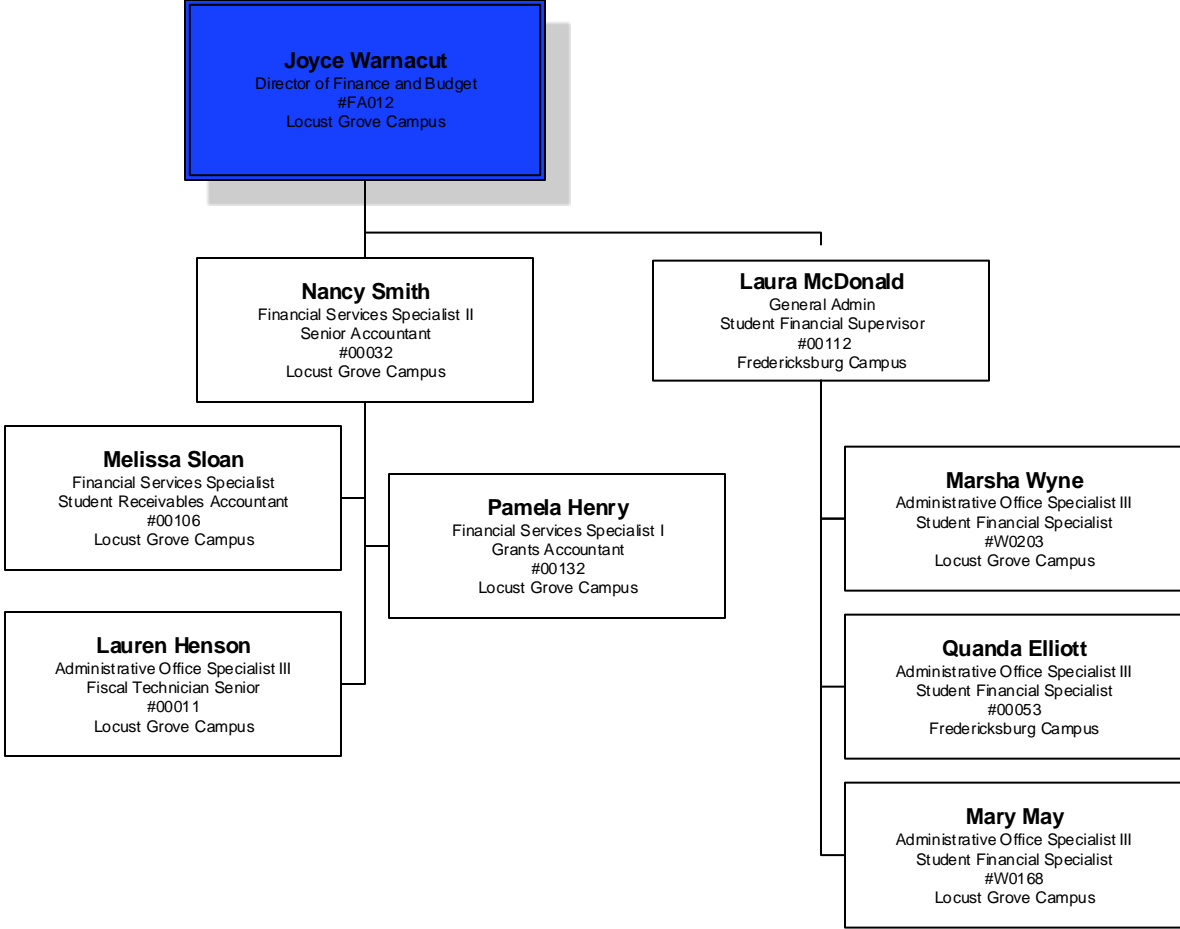 Joyce Warnacut
Director of Finance and Budget
#FA012
Locust Grove Campus
Nancy Smith
Financial Services Specialist II
Senior Accountant
#00032
Locust Grove Campus
Laura McDonald
General Admin
Student Financial Supervisor
#00112
Fredericksburg Campus
Melissa Sloan
Financial Services Specialist
Student Receivables Accountant
#00106
Locust Grove Campus
Pamela Henry
Financial Services Specialist I
Grants Accountant
#00132
Locust Grove Campus
Lauren Henson
Administrative Office Specialist III
Fiscal Technician Senior
#00011
Locust Grove Campus
Marsha Wyne
Administrative Office Specialist III
Student Financial Specialist
#W0203
Locust Grove Campus
Quanda Elliott
Administrative Office Specialist III
Student Financial Specialist
#00053
Fredericksburg Campus
Mary May
Administrative Office Specialist III
Student Financial Specialist
#W0168
Locust Grove Campus